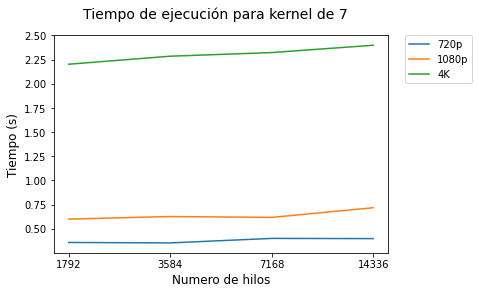 Tiempo de ejecución para kernel de 7
720p
1080p
4K
Tiempo (s)
2.50
2.25
2.00
1.75
1.50
1.25
1.00
0.75
0.50
1792
3584
7168
14336
Numero de hilos